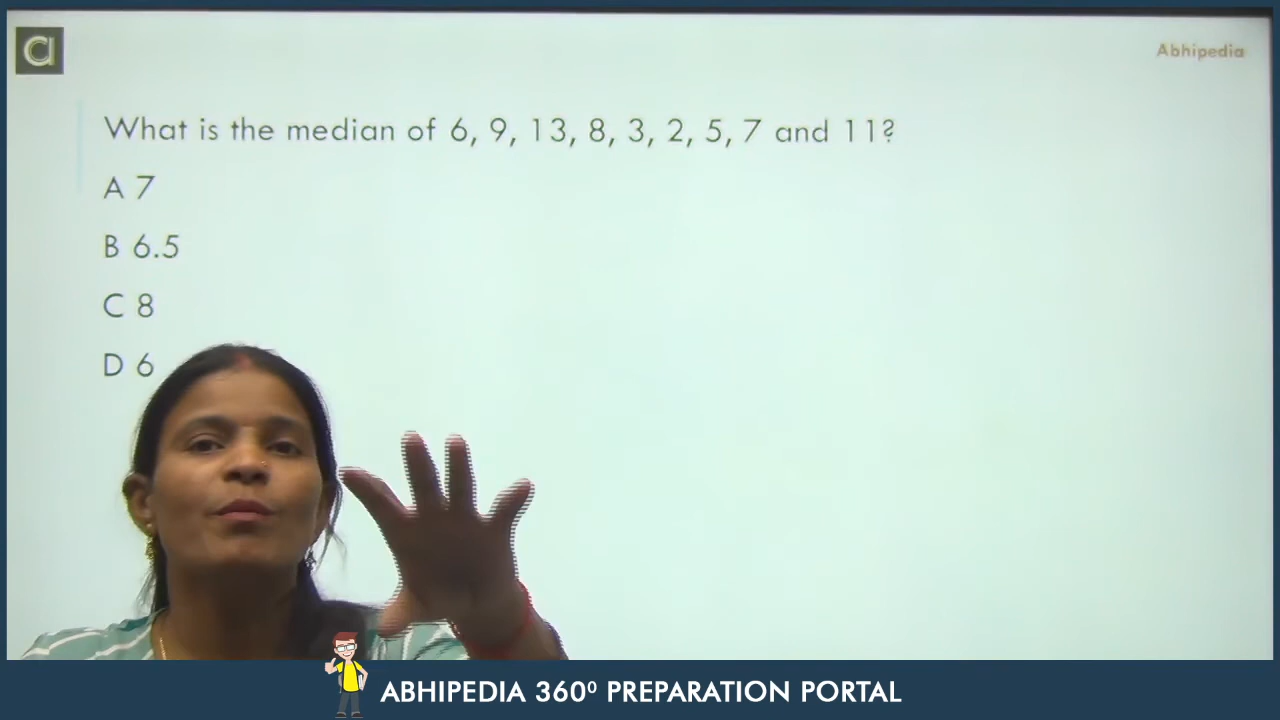 Abhipedia
What is the median of 6, 9, 13, 8, 3, 2, 5, 7 and 11?
A 7
B 6.5
C 8
D 6
ABHIPEDIA 360⁰ PREPARATION PORTAL